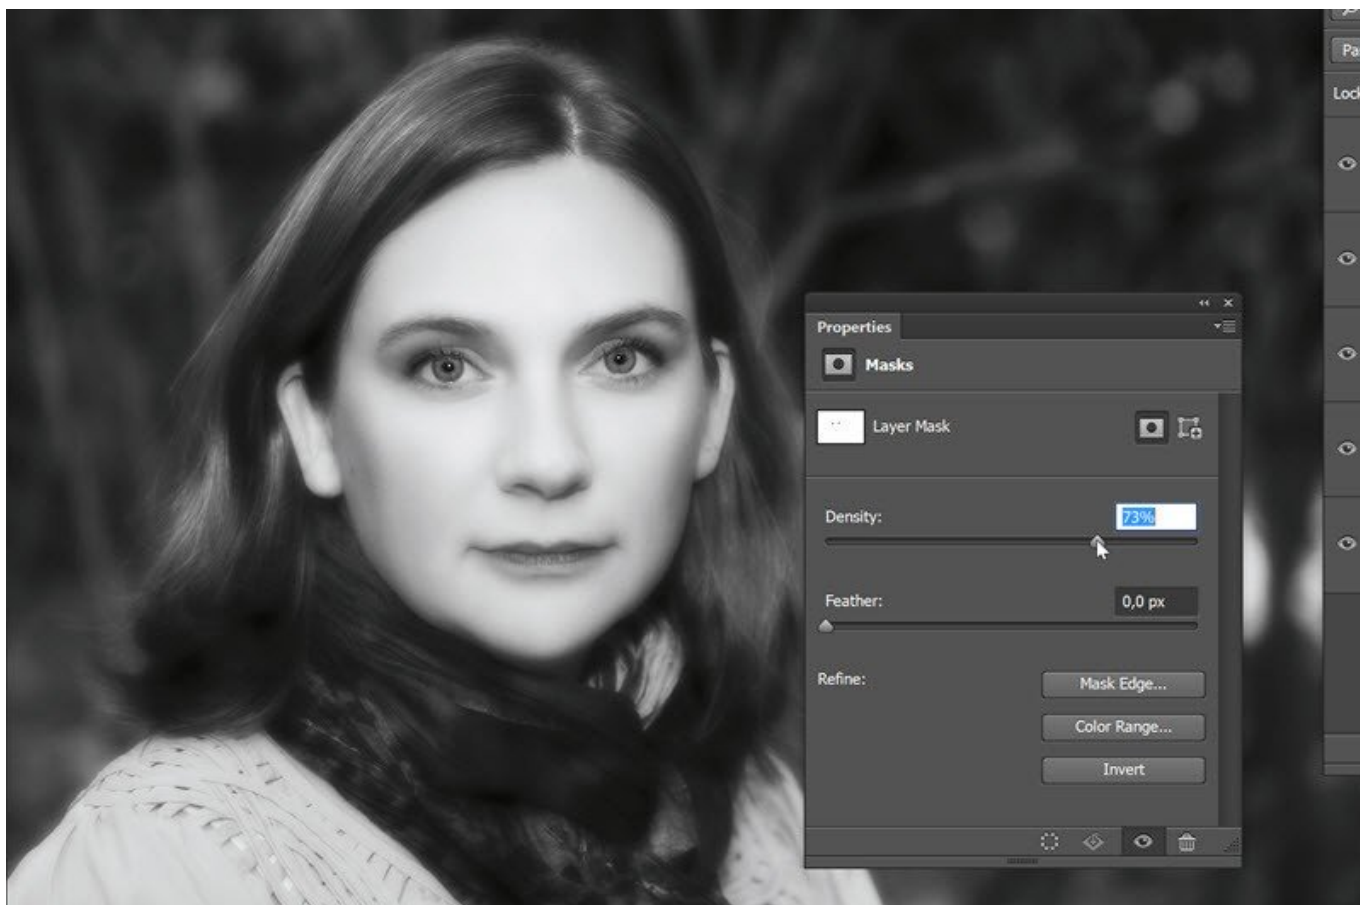 Pa
Lock
Properties
Masks
Layer Mask
Density:
73%
Feather:
0,0 px
Refine:
Mask Edge...
Color Range...
Invert